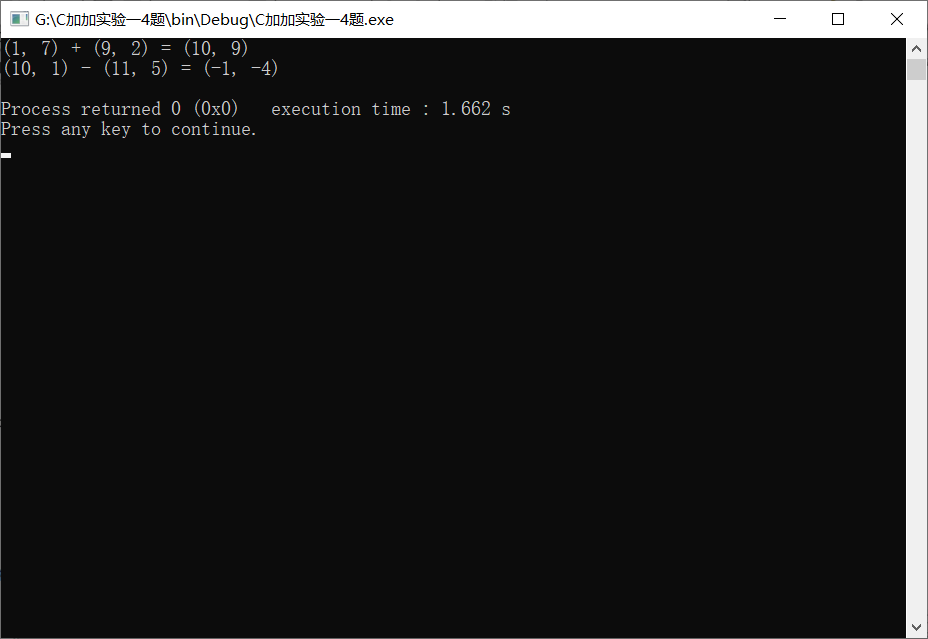 G:\C加加实验一4题\bin\Debug\C加加实验一4题.exe
(1, 7) + (9, 2) = (10, 9)
(10, 1) - (11, 5) = (-1, -4)
Process returned 0 (0x0)   execution time : 1.662 s
Press any key to continue.